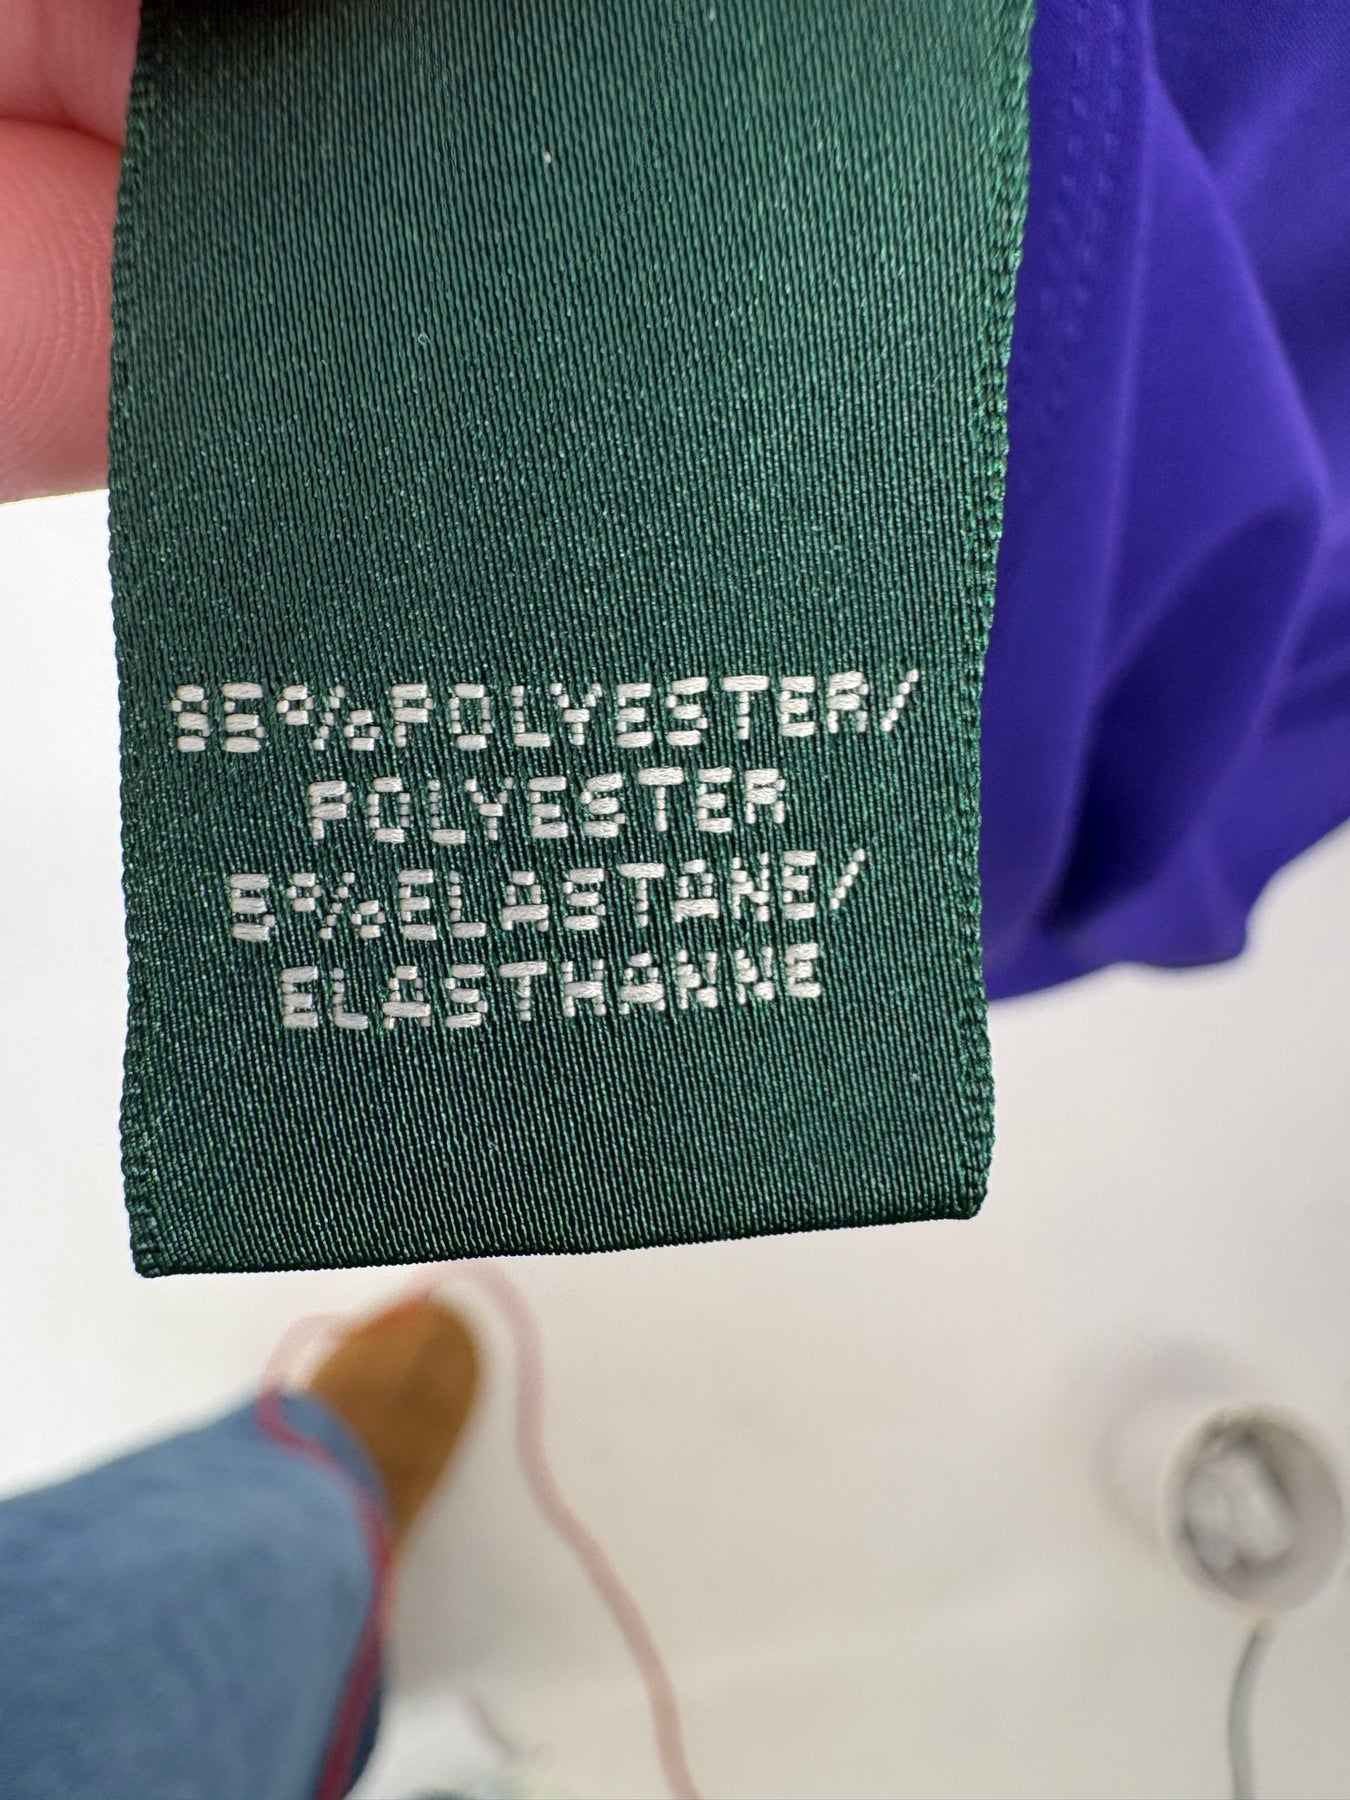 95%POLYESTER/
POLYESTER
5%ELASTANE/
ELASTHANNE